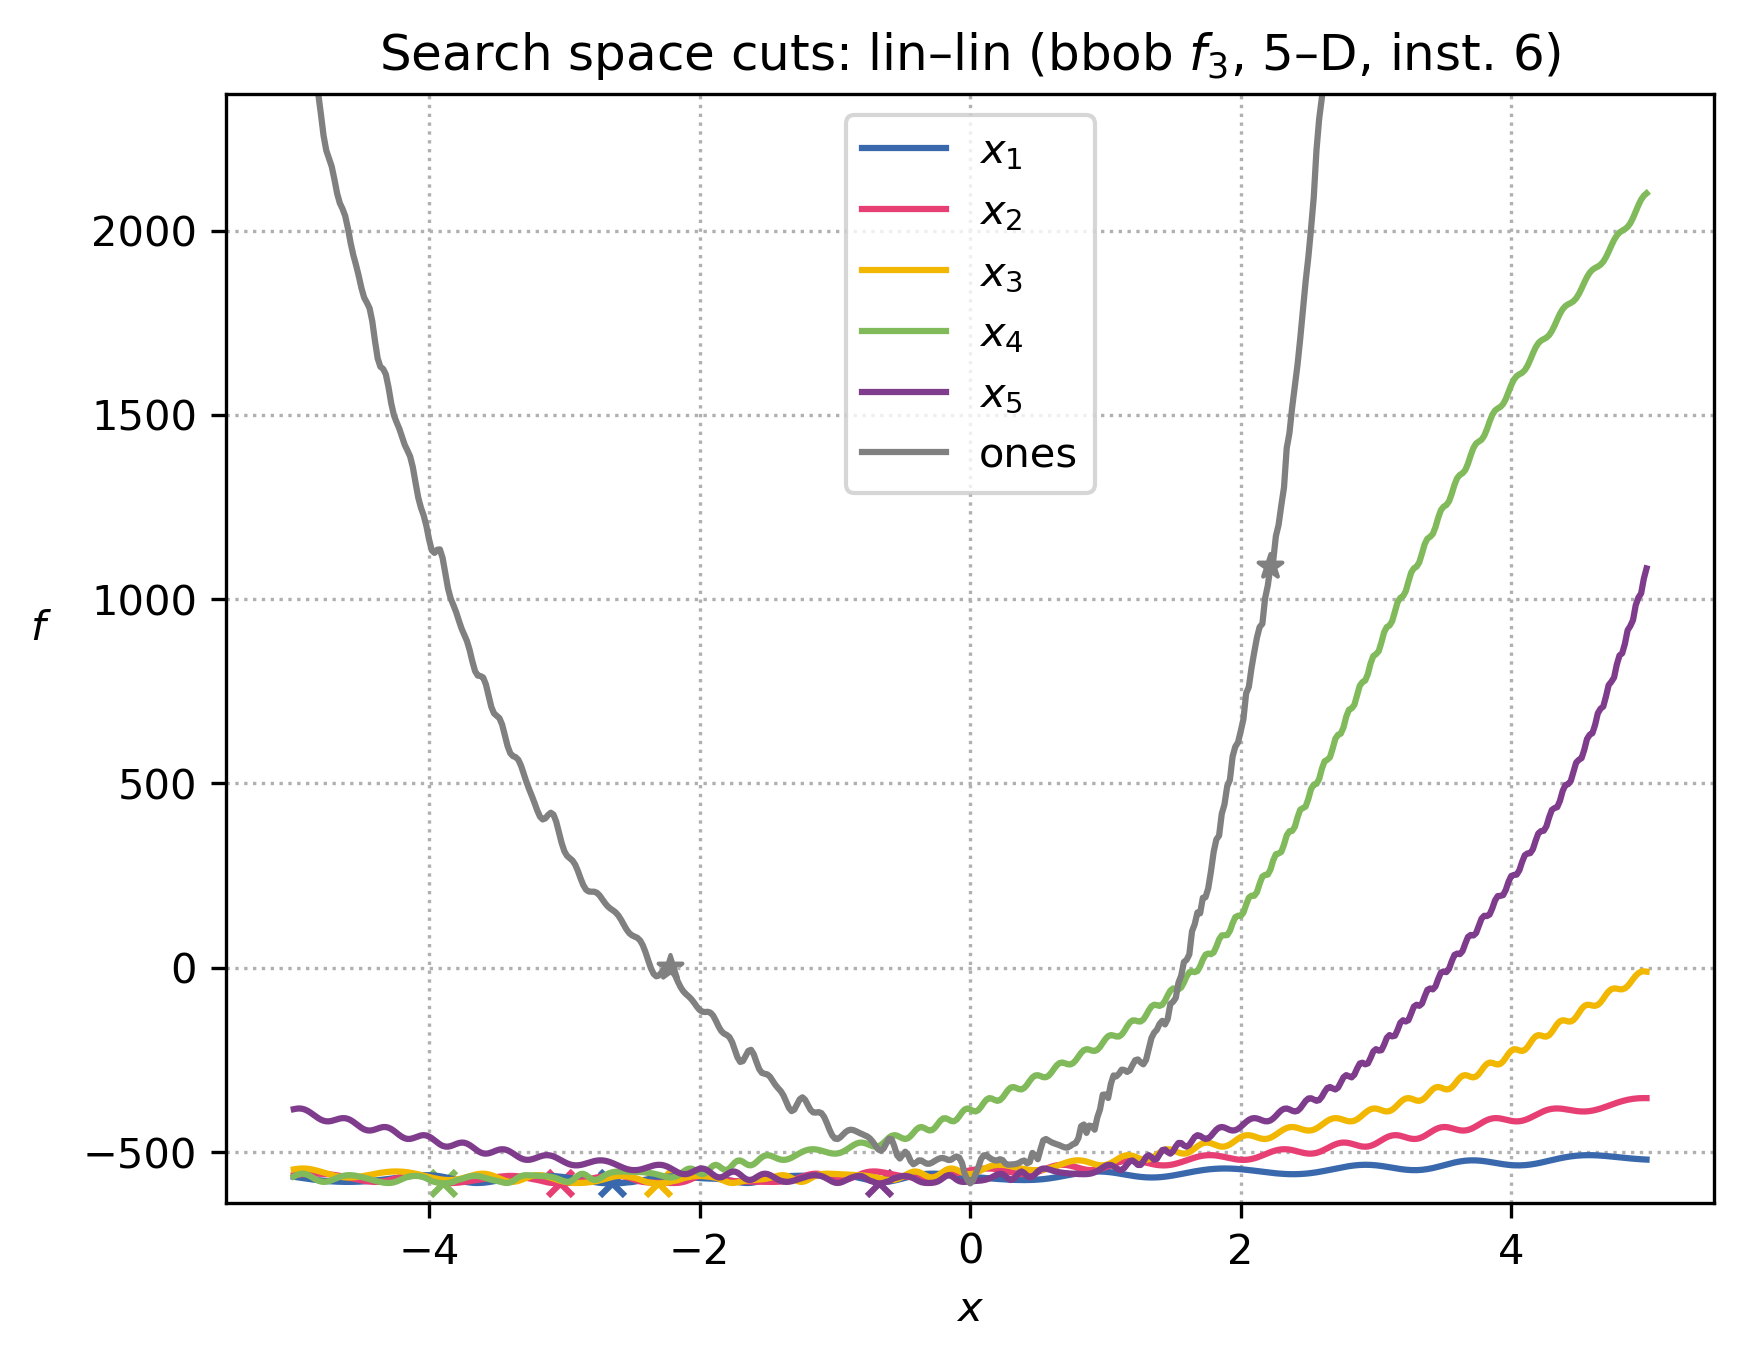 Search space cuts: lin–lin (bbob f₃, 5–D, inst. 6)
x₁
x₂
x₃
x₄
x₅
ones
2000
1500
1000
500
0
−500
f
−4
−2
0
2
4
x